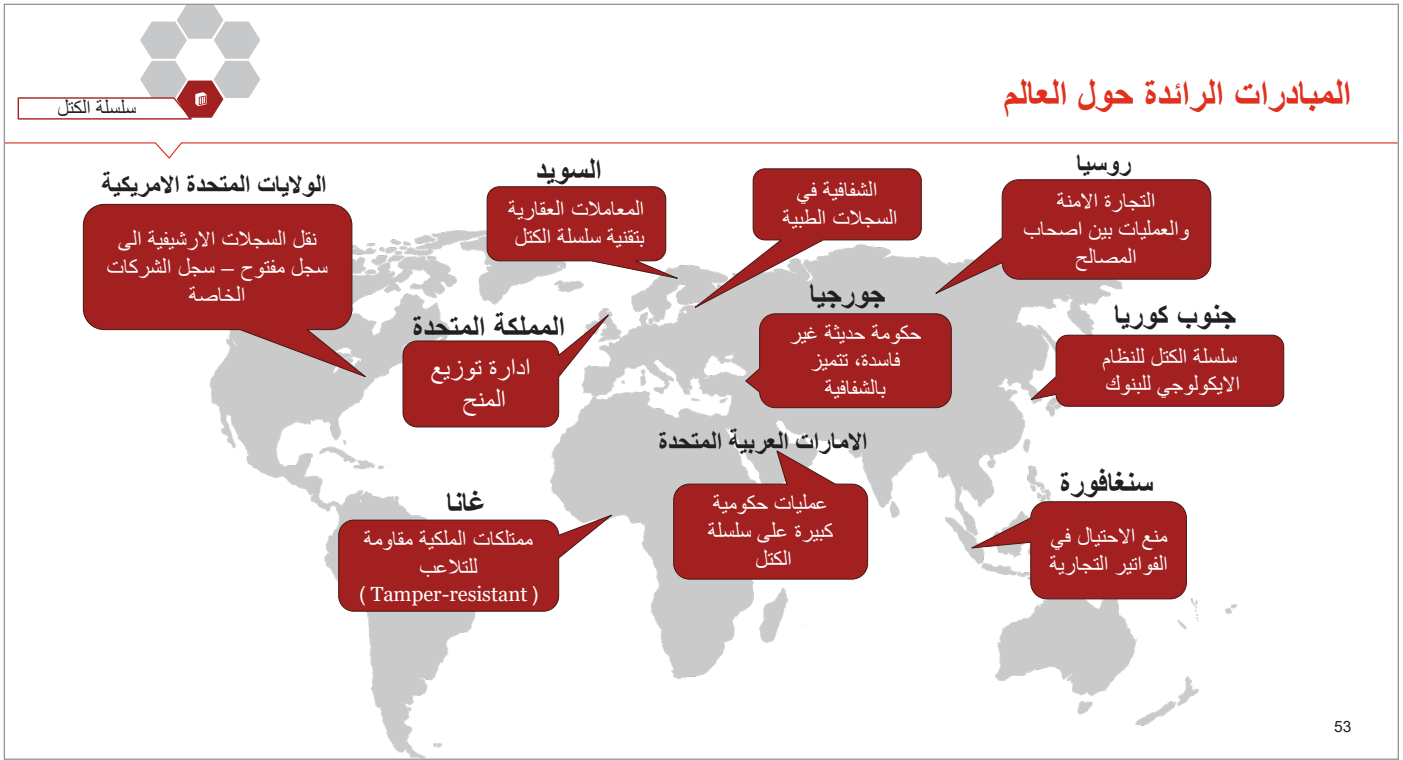 المبادرات الرائدة حول العالم
سلسلة الكتل
روسيا
التجارة الامنة
والعمليات بين اصحاب
المصالح
الشفافية في
السجلات الطبية
السويد
المعاملات العقارية
بتقنية سلسلة الكتل
الولايات المتحدة الامريكية
نقل السجلات الارشيفية الى
سجل مفتوح – سجل الشركات
الخاصة
جنوب كوريا
سلسلة الكتل للنظام
الايكولوجي للبنوك
جورجيا
حكومة حديثة غير
فاسدة، تتميز
بالشفافية
المملكة المتحدة
ادارة توزيع
المنح
الامارات العربية المتحدة
عمليات حكومية
كبيرة على سلسلة
الكتل
سنغافورة
منع الاحتيال في
الفواتير التجارية
غانا
ممتلكات الملكية مقاومة
للتلاعب
( Tamper-resistant )
53